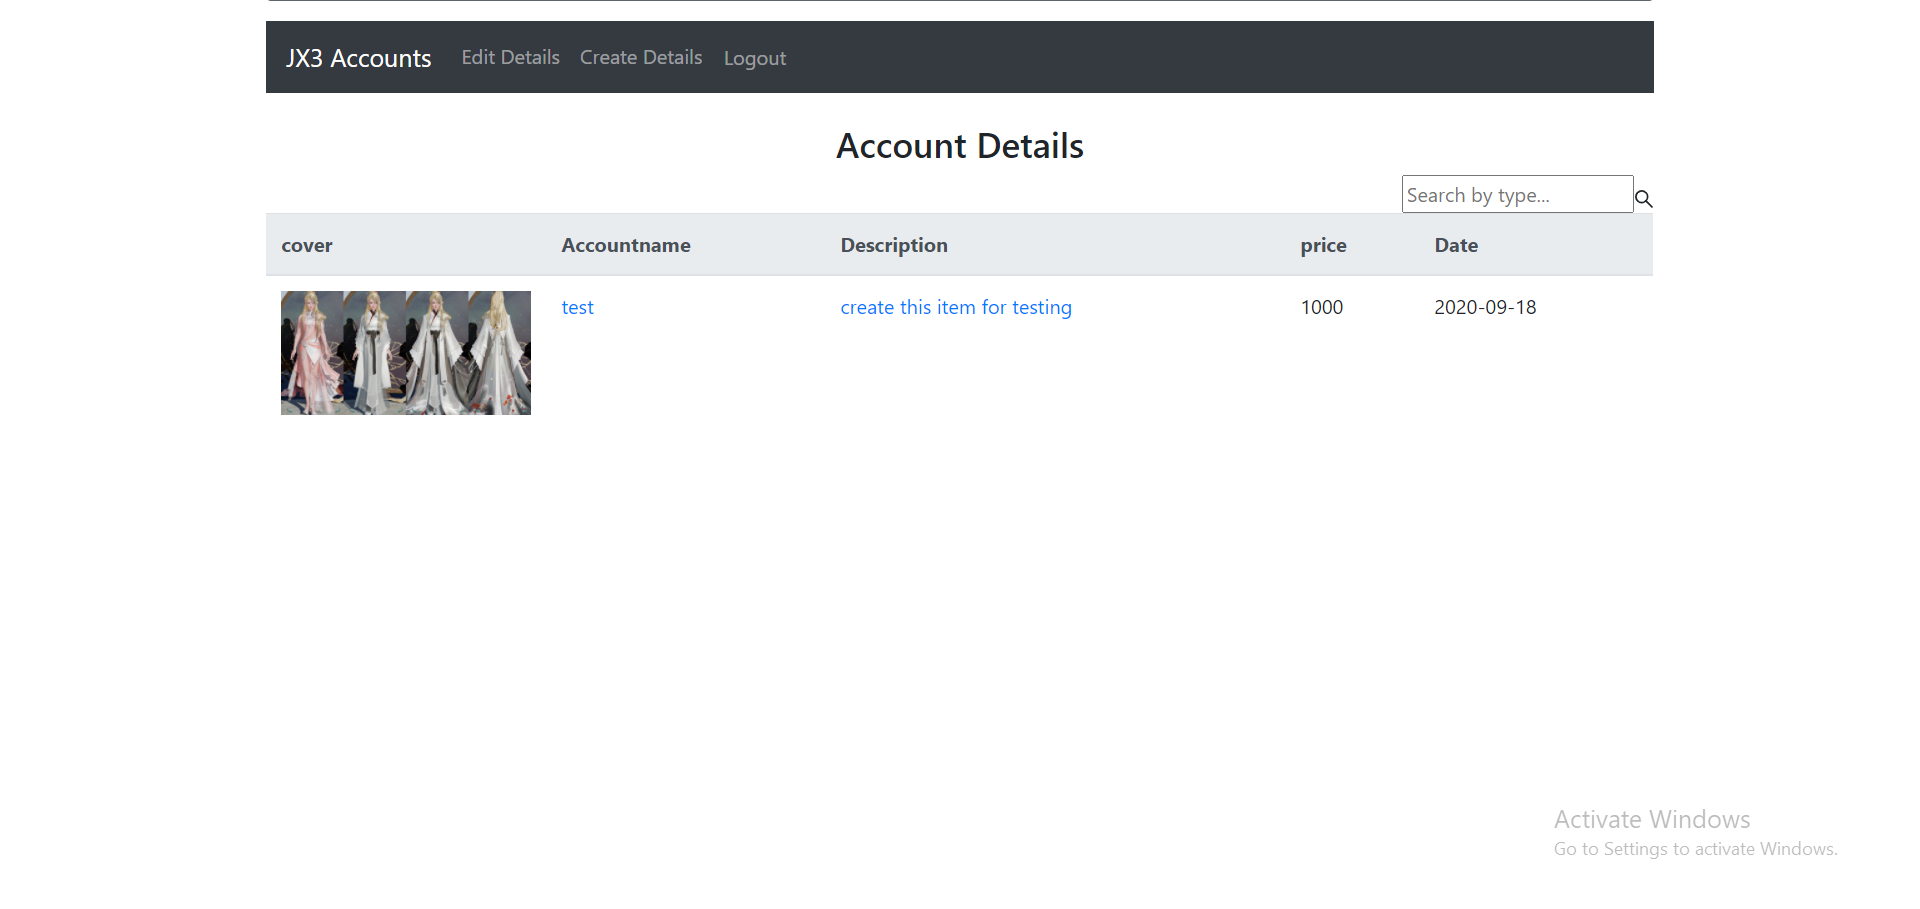 JX3 Accounts Edit Details Create Details Logout
Account Details
Search by type...
cover Accountname Description price Date
test create this item for testing 1000 2020-09-18
Activate Windows
Go to Settings to activate Windows.